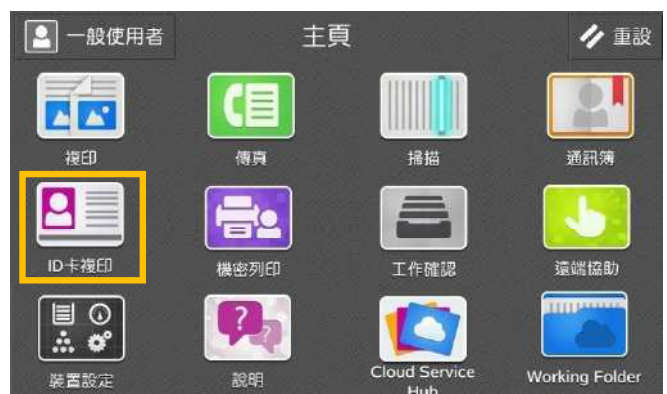 一般使用者 主頁 重設
複印 傳真 掃描 通訊簿
ID卡複印 機密列印 工作確認 遠端協助
裝置設定 說明 Cloud Service Hub Working Folder